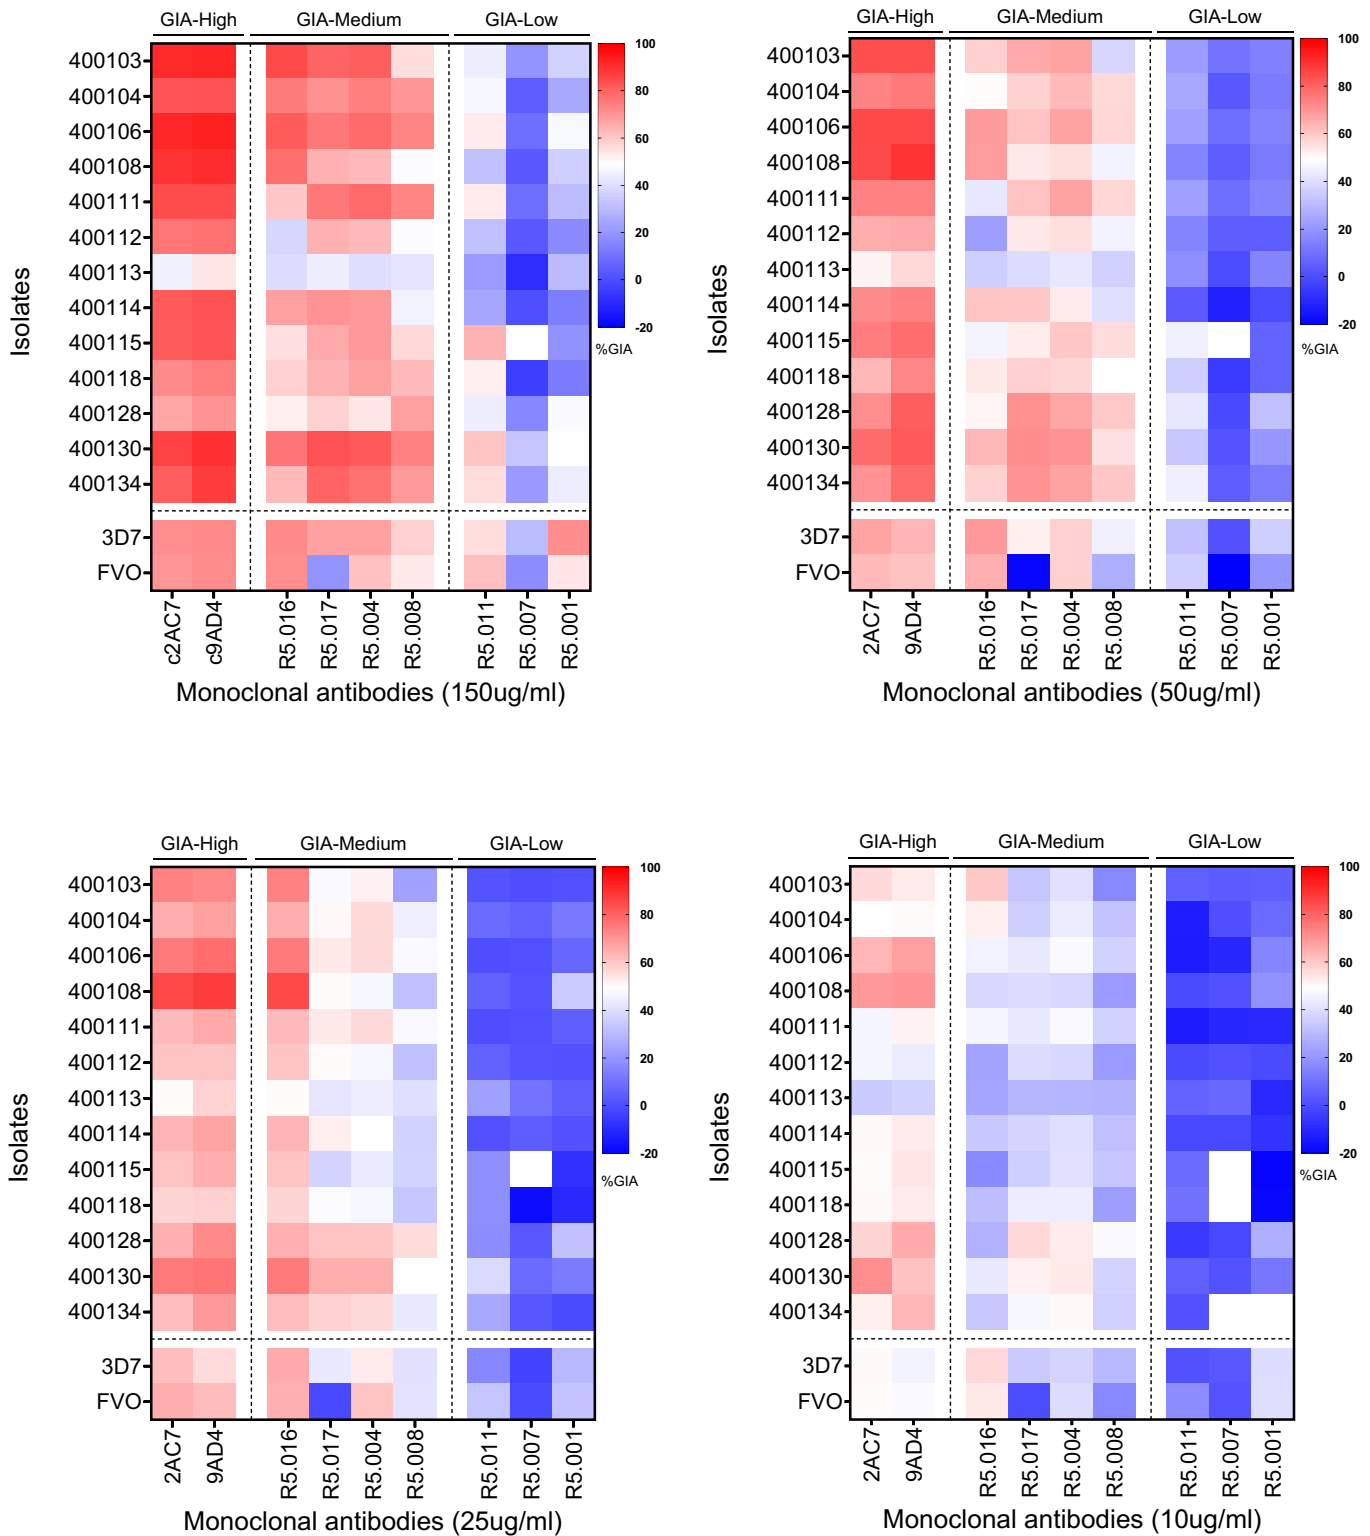 GIA-High GIA-Medium GIA-Low
400103
400104
400106
400108
400111
400112
400113
400114
400115
400118
400128
400130
400134
3D7
FVO
Isolates
100
80
60
40
20
0
-20
%GIA
c2AC7
c9AD4
R5.016
R5.017
R5.004
R5.008
R5.011
R5.007
R5.001
Monoclonal antibodies (150ug/ml)
GIA-High GIA-Medium GIA-Low
400103
400104
400106
400108
400111
400112
400113
400114
400115
400118
400128
400130
400134
3D7
FVO
Isolates
100
80
60
40
20
0
-20
%GIA
2AC7
9AD4
R5.016
R5.017
R5.004
R5.008
R5.011
R5.007
R5.001
Monoclonal antibodies (50ug/ml)
GIA-High GIA-Medium GIA-Low
400103
400104
400106
400108
400111
400112
400113
400114
400115
400118
400128
400130
400134
3D7
FVO
Isolates
100
80
60
40
20
0
-20
%GIA
2AC7
9AD4
R5.016
R5.017
R5.004
R5.008
R5.011
R5.007
R5.001
Monoclonal antibodies (25ug/ml)
GIA-High GIA-Medium GIA-Low
400103
400104
400106
400108
400111
400112
400113
400114
400115
400118
400128
400130
400134
3D7
FVO
Isolates
100
80
60
40
20
0
-20
%GIA
2AC7
9AD4
R5.016
R5.017
R5.004
R5.008
R5.011
R5.007
R5.001
Monoclonal antibodies (10ug/ml)